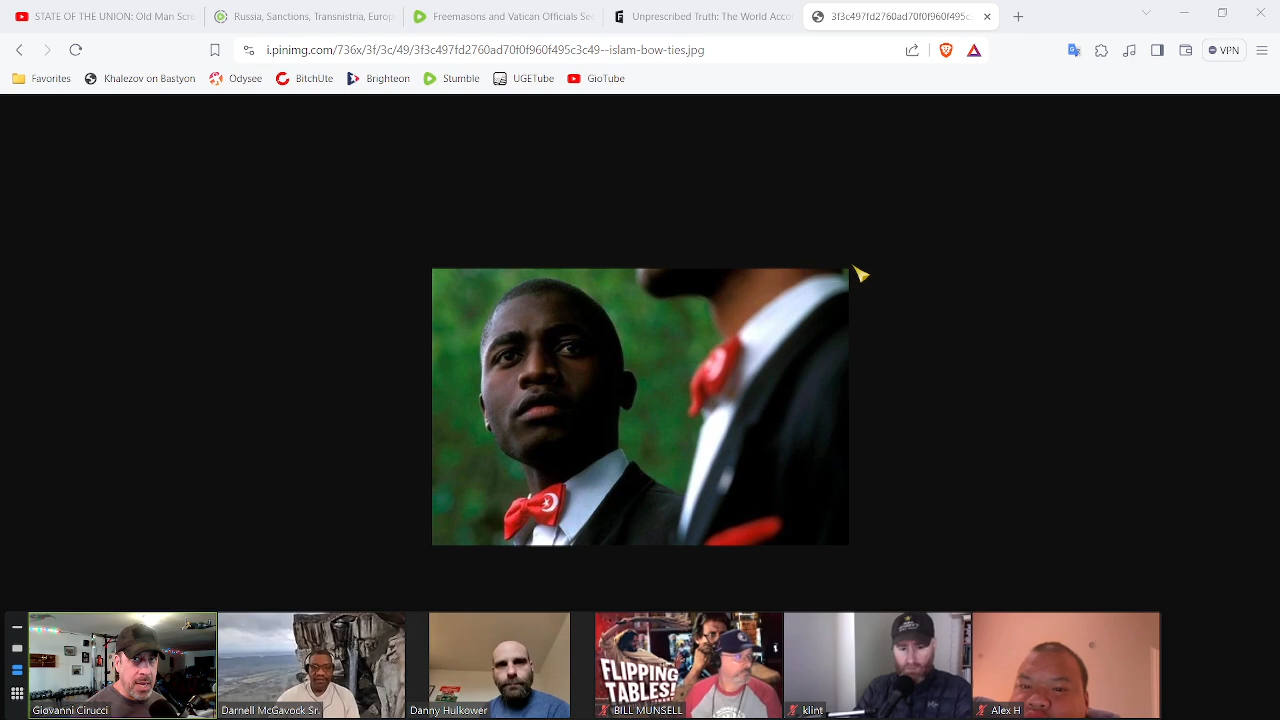 STATE OF THE UNION: Old Man Scre
Russia, Sanctions, Transnistria, Europ
Freemasons and Vatican Officials Se
Unprescribed Truth: The World Acco
3f3c497fd2760ad70f0f960f495c
i.pinimg.com/736x/3f/3c/49/3f3c497fd2760ad70f0f960f495c3c49--islam-bow-ties.jpg
VPN
Favorites
Khalezov on Bastyon
Odysee
BitchUte
Brighteon
Stumble
UGETube
GioTube
FLIPPING
TABLES!
Giovanni Cirucci
Darnell McGavock Sr.
Danny Hulkower
BILL MUNSELL
klint
Alex H